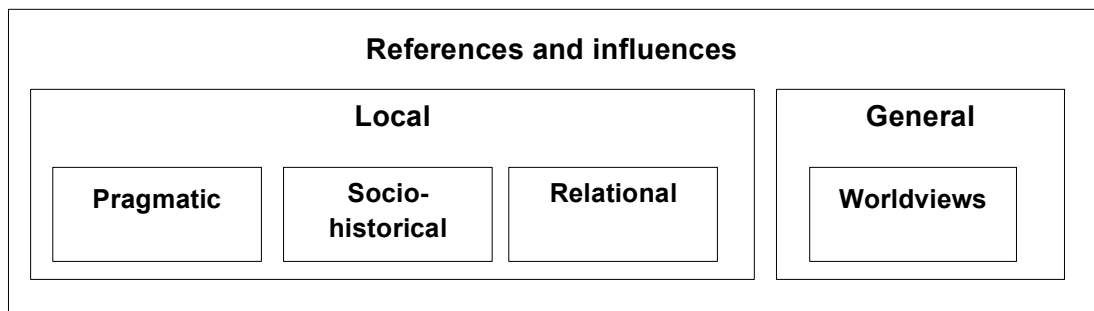 References and influences
Local
General
Pragmatic
Socio-
historical
Relational
Worldviews